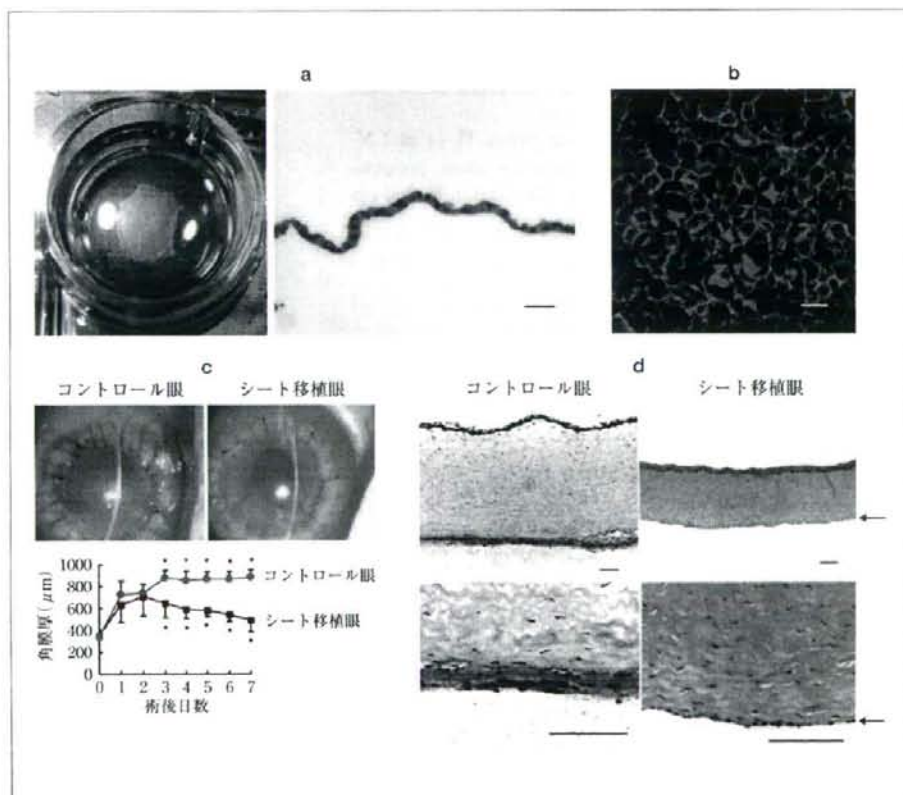 a
b
コントロール眼
シート移植眼
c
角膜厚(μm)
1000
800
600
400
200
0
コントロール眼
シート移植眼
0 1 2 3 4 5 6 7
術後日数
d
コントロール眼
シート移植眼